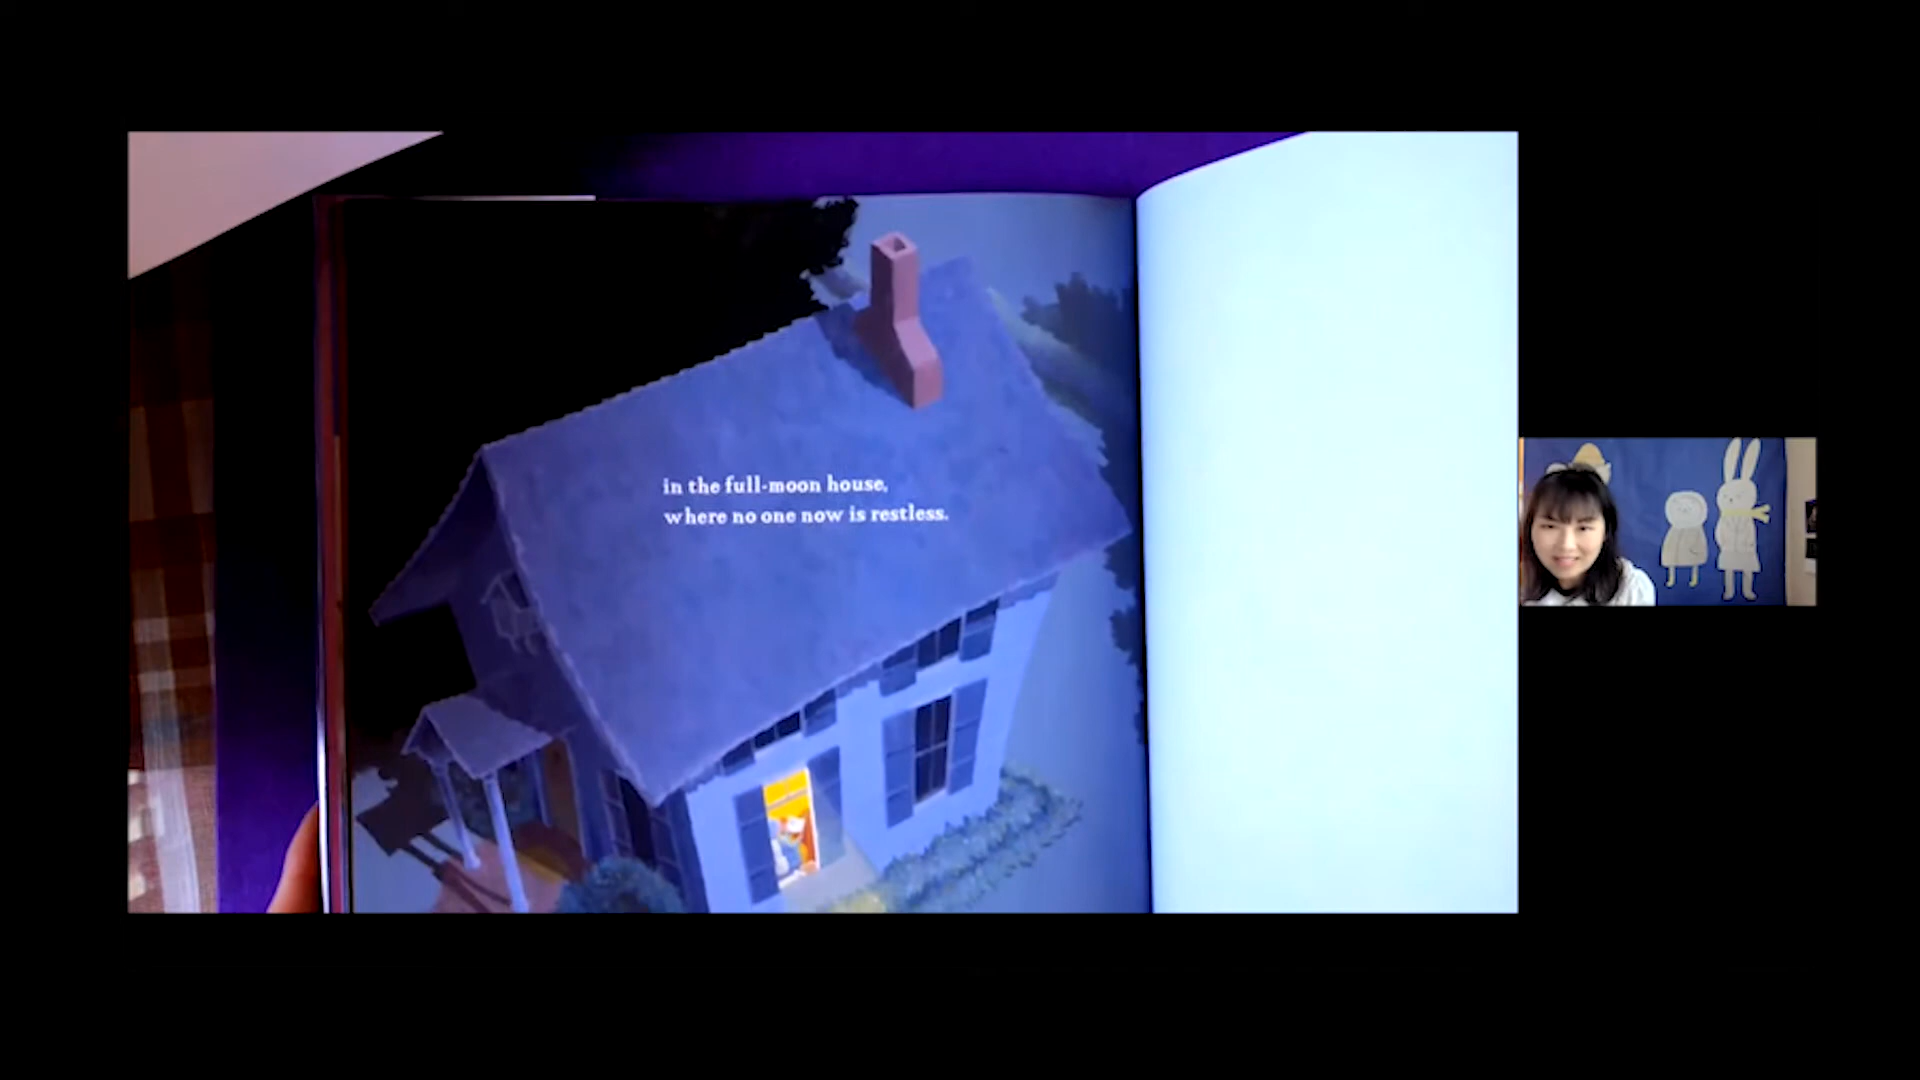 in the full-moon house,
where no one now is restless.